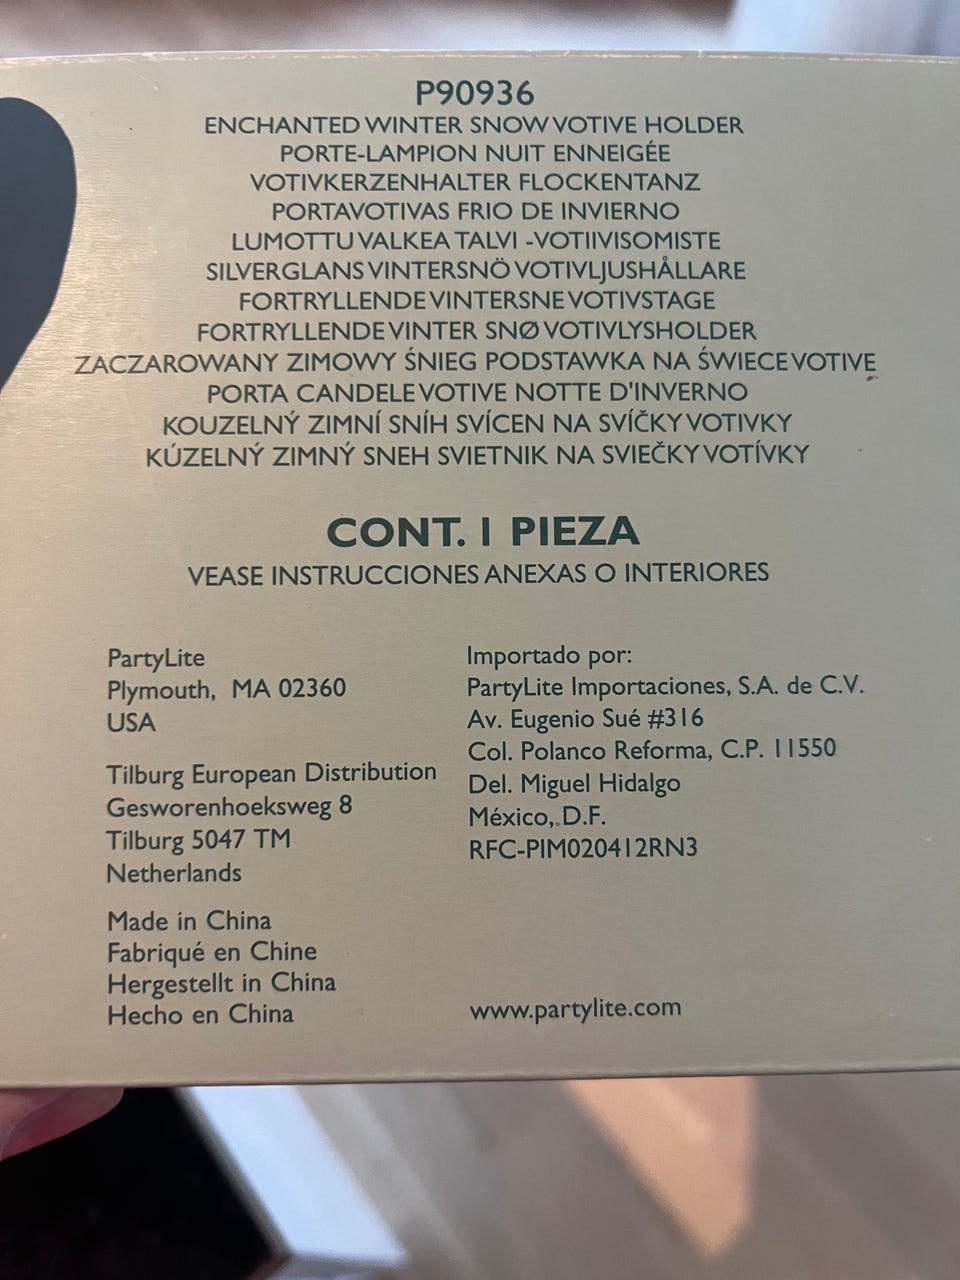 P90936
ENCHANTED WINTER SNOW VOTIVE HOLDER
PORTE-LAMPION NUIT ENNEIGÉE
VOTIVKERZENHALTER FLOCKENTANZ
PORTAVOTIVAS FRIO DE INVIERNO
LUMOTTU VALKEA TALVI -VOTIIVISOMISTE
SILVERGLANS VINTERSNÖ VOTIVLJUSHÅLLARE
FORTRYLLENDE VINTERSNE VOTIVSTAGE
FORTRYLLENDE VINTER SNØ VOTIVLYSHOLDER
ZACZAROWANY ZIMOWY ŚNIEG PODSTAWKA NA ŚWIECE VOTIVE
PORTA CANDELE VOTIVE NOTTE D'INVERNO
KOUZELNÝ ZIMNÍ SNÍH SVÍCEN NA SVÍČKY VOTIVKY
KÚZELNÝ ZIMNÝ SNEH SVIETNIK NA SVIEČKY VOTÍVKY
CONT. 1 PIEZA
VEASE INSTRUCCIONES ANEXAS O INTERIORES
PartyLite
Plymouth, MA 02360
USA
Tilburg European Distribution
Gesworenhoeksweg 8
Tilburg 5047 TM
Netherlands
Made in China
Fabriqué en Chine
Hergestellt in China
Hecho en China
Importado por:
PartyLite Importaciones, S.A. de C.V.
Av. Eugenio Sué #316
Col. Polanco Reforma, C.P. 11550
Del. Miguel Hidalgo
México, D.F.
RFC-PIM020412RN3
www.partylite.com